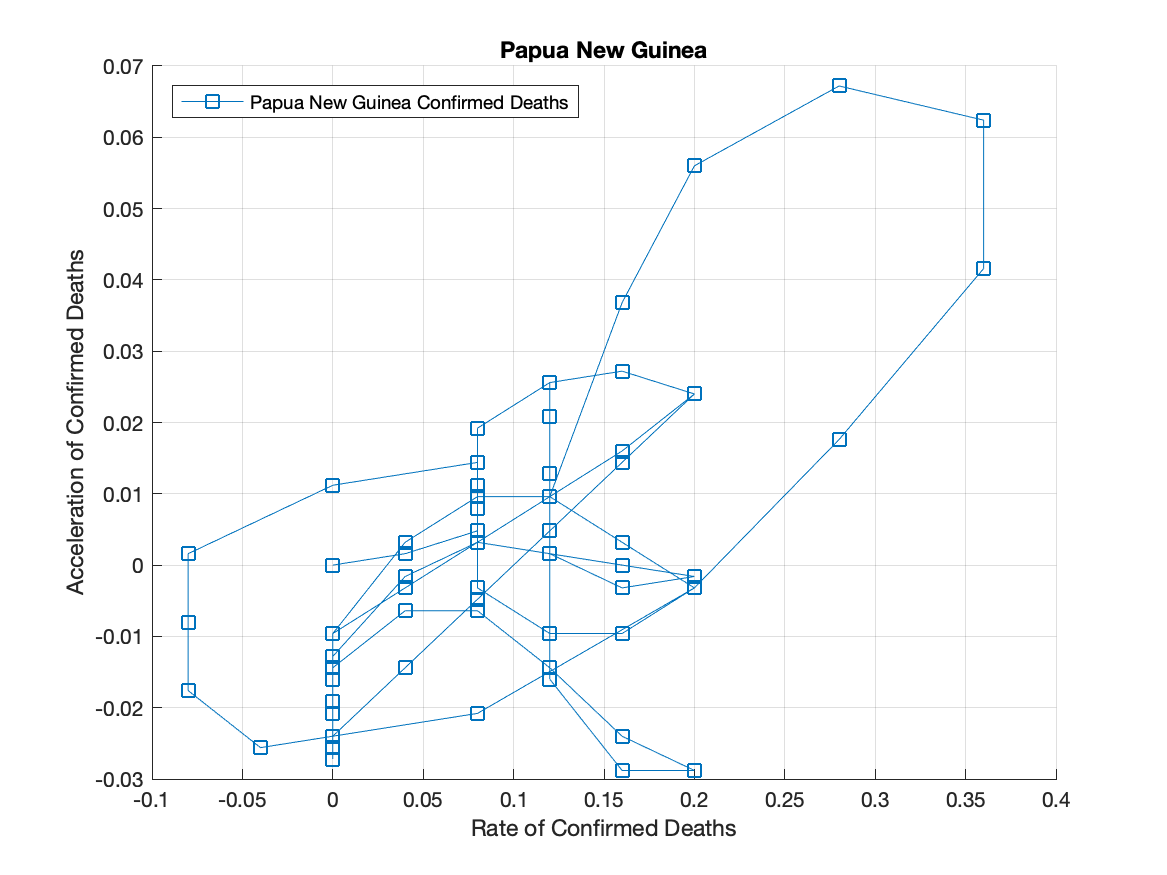 Papua New Guinea
Papua New Guinea Confirmed Deaths
0.07
0.06
0.05
0.04
0.03
0.02
0.01
0
-0.01
-0.02
-0.03
Acceleration of Confirmed Deaths
-0.1 -0.05 0 0.05 0.1 0.15 0.2 0.25 0.3 0.35 0.4
Rate of Confirmed Deaths